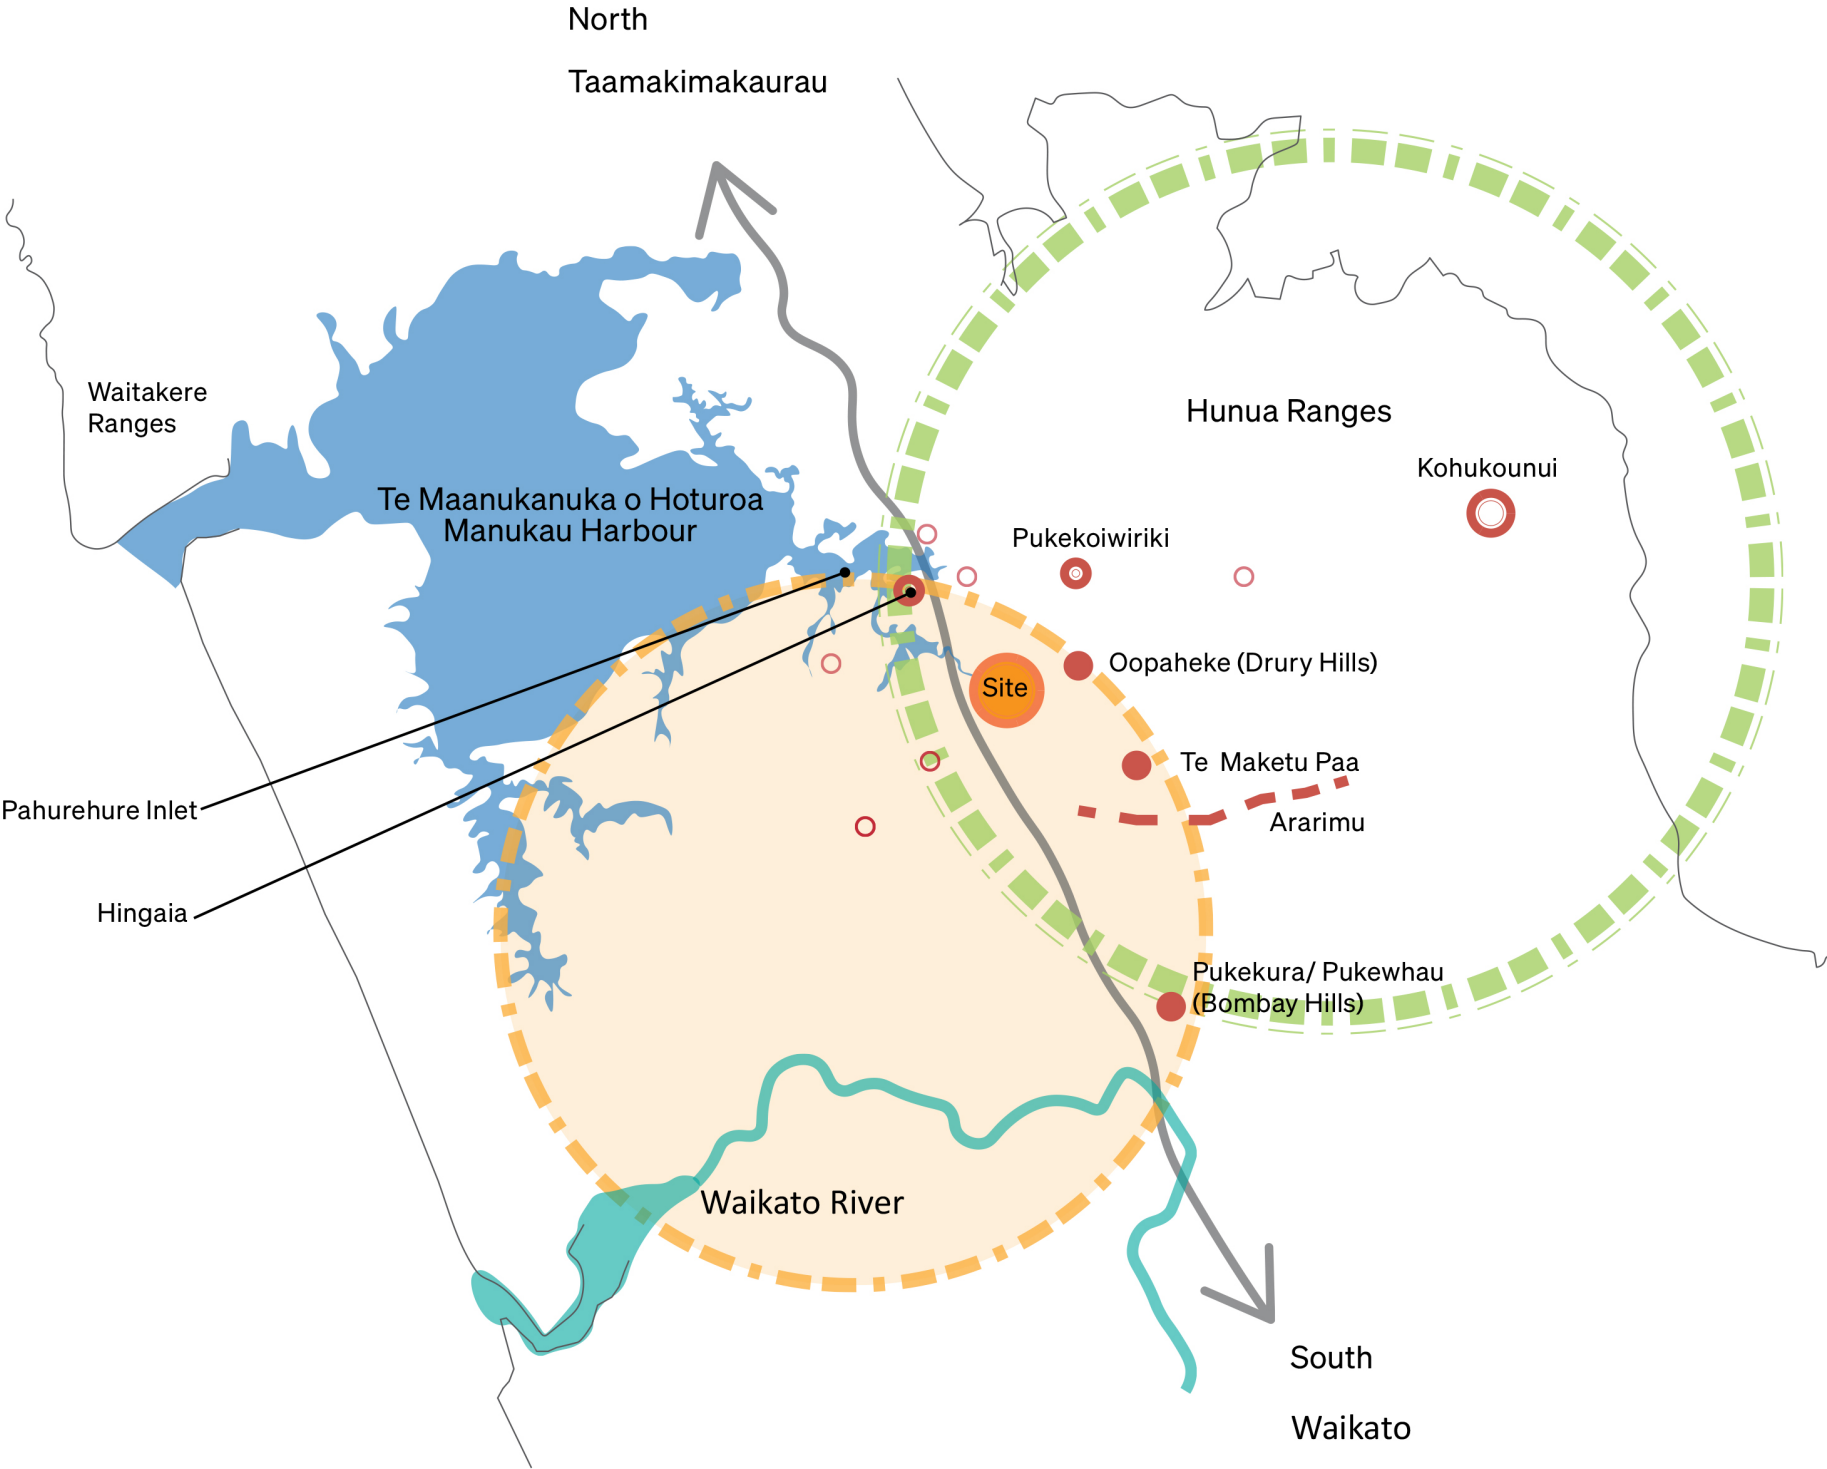 North
Taamakimakaurau
Waitakere
Ranges
Hunua Ranges
Kohukounui
Te Maanukanuka o Hoturoa
Manukau Harbour
Pukekoiwiriki
Oopaheke (Drury Hills)
Site
Te Maketu Paa
Pahurehure Inlet
Ararimu
Hingaia
Pukekura/ Pukewhau
(Bombay Hills)
Waikato River
South
Waikato